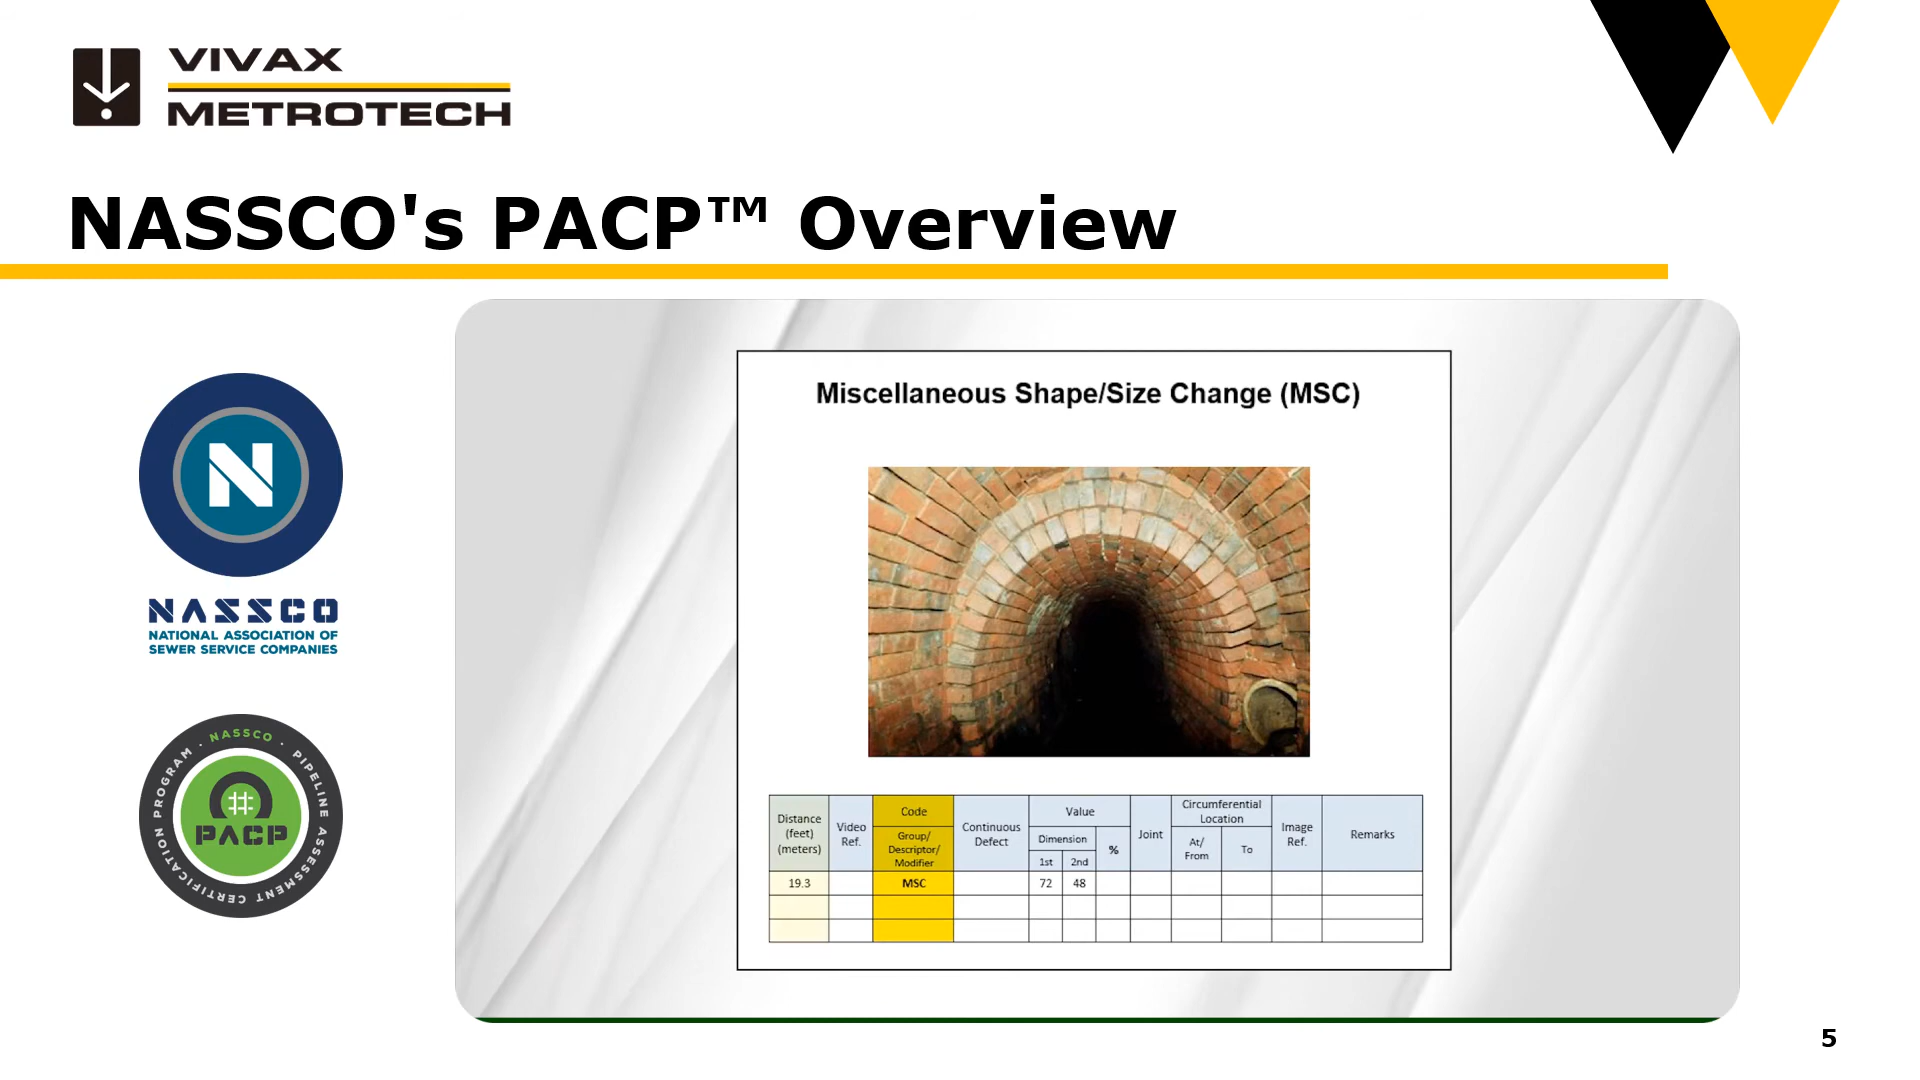 VIVAX
METROTECH
NASSCO's PACP™ Overview
N
NASSCO
NATIONAL ASSOCIATION OF
SEWER SERVICE COMPANIES
· NASSCO · PIPELINE ASSESSMENT CERTIFICATION PROGRAM
PACP
Miscellaneous Shape/Size Change (MSC)
Distance
(feet)
(meters)
Video
Ref.
Code
Group/
Descriptor/
Modifier
Continuous
Defect
Value
Dimension
1st
2nd
%
Joint
Circumferential
Location
At/
From
To
Image
Ref.
Remarks
19.3
MSC
72
48
5